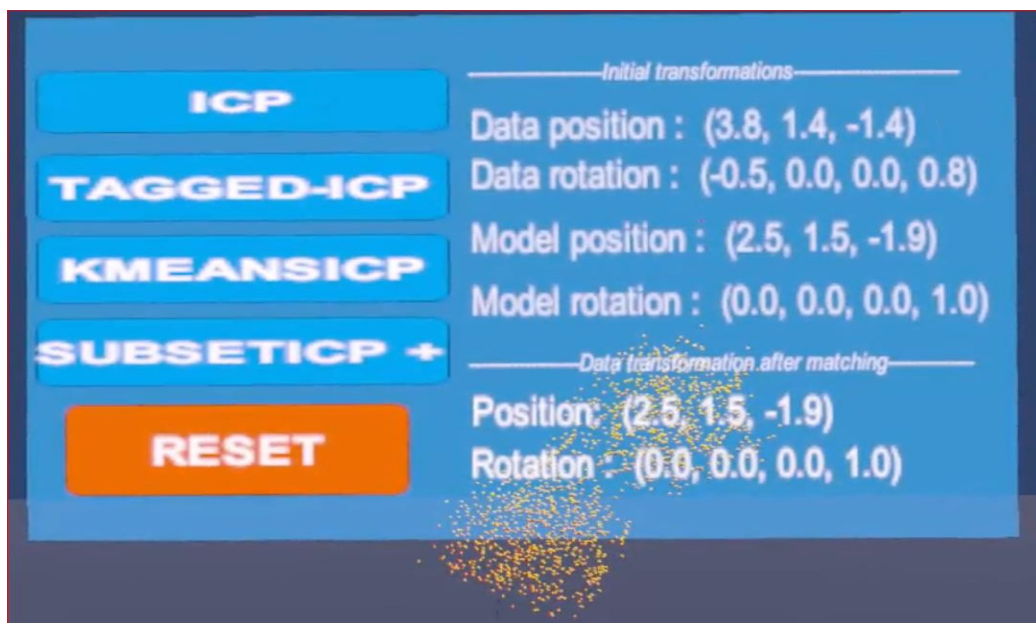 ICP
TAGGED-ICP
KMEANSICP
SUBSETICP +
RESET
Initial transformations
Data position : (3.8, 1.4, -1.4)
Data rotation : (-0.5, 0.0, 0.0, 0.8)
Model position : (2.5, 1.5, -1.9)
Model rotation : (0.0, 0.0, 0.0, 1.0)
Data transformation after matching
Position: (2.5, 1.5, -1.9)
Rotation : (0.0, 0.0, 0.0, 1.0)